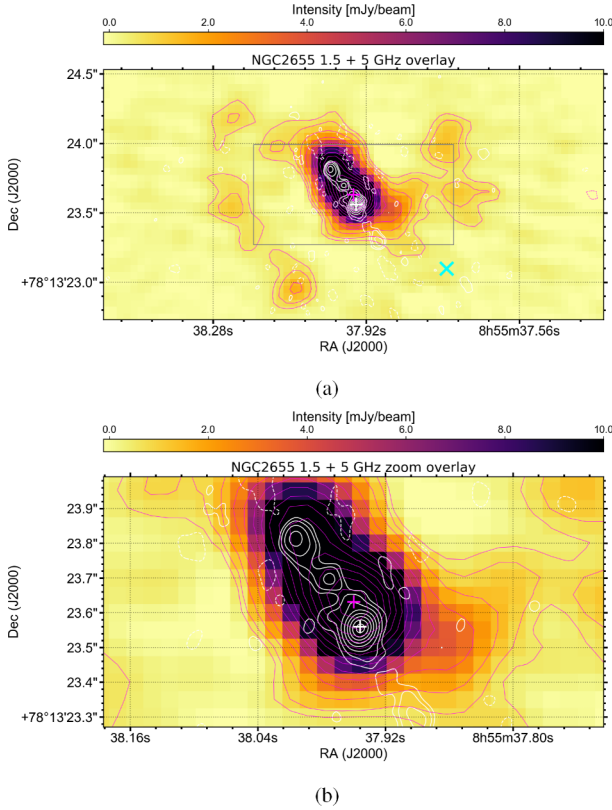 Intensity [mJy/beam]
0.0 2.0 4.0 6.0 8.0 10.0
NGC2655 1.5 + 5 GHz overlay
24.5"
24.0"
23.5"
+78°13'23.0"
Dec (J2000)
38.28s 37.92s 8h55m37.56s
RA (J2000)
(a)
Intensity [mJy/beam]
0.0 2.0 4.0 6.0 8.0 10.0
NGC2655 1.5 + 5 GHz zoom overlay
23.9"
23.8"
23.7"
23.6"
23.5"
23.4"
+78°13'23.3"
Dec (J2000)
38.16s 38.04s 37.92s 8h55m37.80s
RA (J2000)
(b)